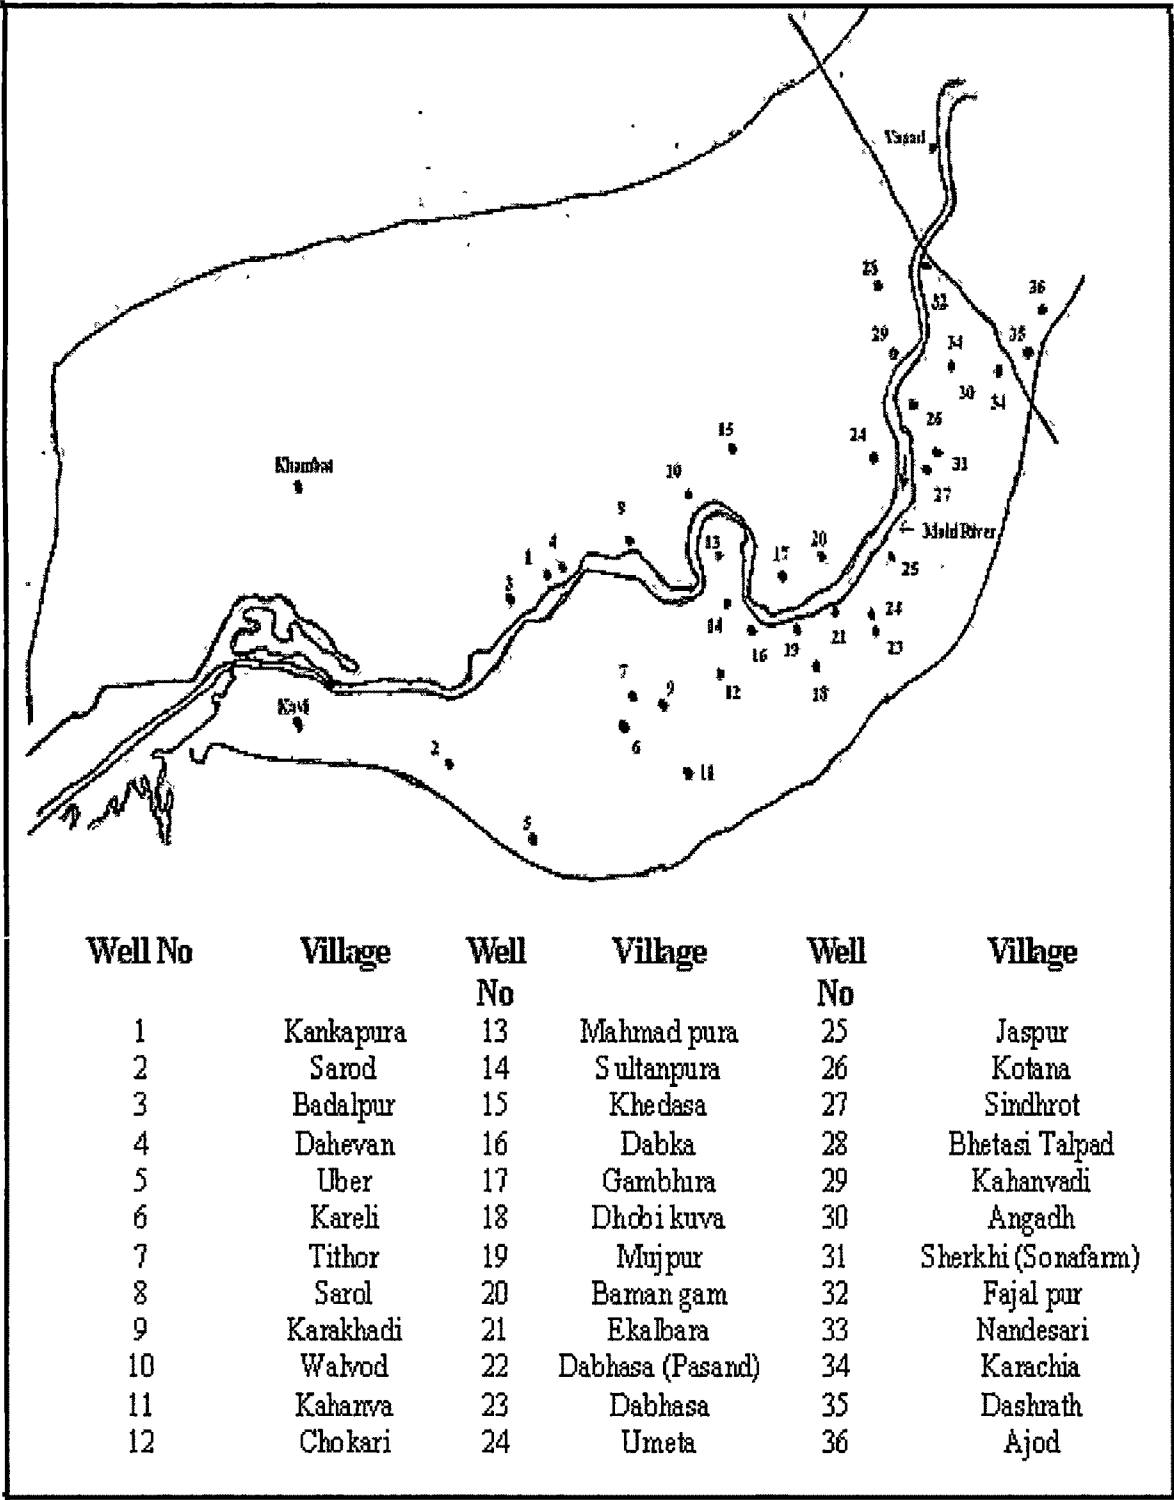 Vasad
25
32
36
29
34
35
30
34
26
15
24
Khambat
31
10
27
9
Mahi River
4
13
20
1
17
25
3
14
24
21
16
19
23
7
9
12
18
Kavi
6
2
11
5
Well No Village Well No Village Well No Village
1 Kankapura 13 Mahmad pura 25 Jaspur
2 Sarod 14 Sultanpura 26 Kotana
3 Badalpur 15 Khedasa 27 Sindhrot
4 Dahevan 16 Dabka 28 Bhetasi Talpad
5 Uber 17 Gambhira 29 Kahanvadi
6 Kareli 18 Dhobi kuva 30 Angadh
7 Tithor 19 Mujpur 31 Sherkhi (Sonafarm)
8 Sarol 20 Baman gam 32 Fajal pur
9 Karakhadi 21 Ekalbara 33 Nandesari
10 Walvod 22 Dabhasa (Pasand) 34 Karachia
11 Kahanva 23 Dabhasa 35 Dashrath
12 Chokari 24 Umeta 36 Ajod